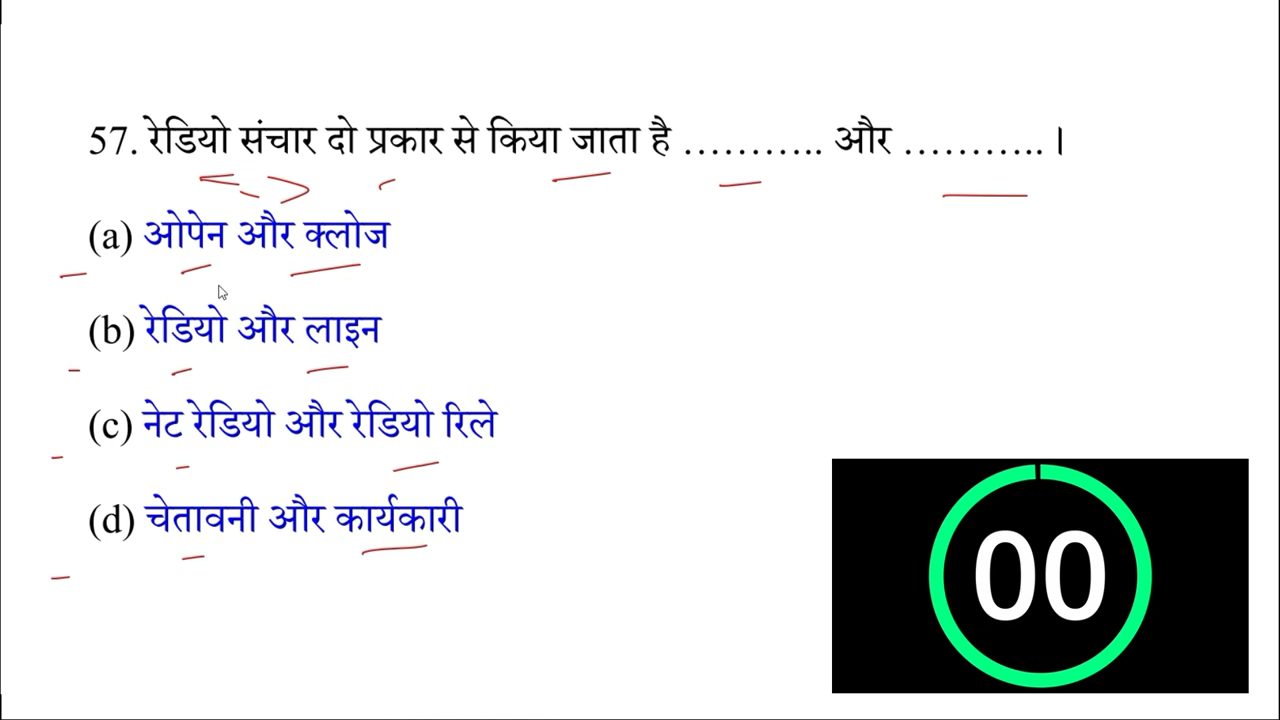 57. रेडियो संचार दो प्रकार से किया जाता है ……….. और ……….. ।
(a) ओपेन और क्लोज
(b) रेडियो और लाइन
(c) नेट रेडियो और रेडियो रिले
(d) चेतावनी और कार्यकारी
00